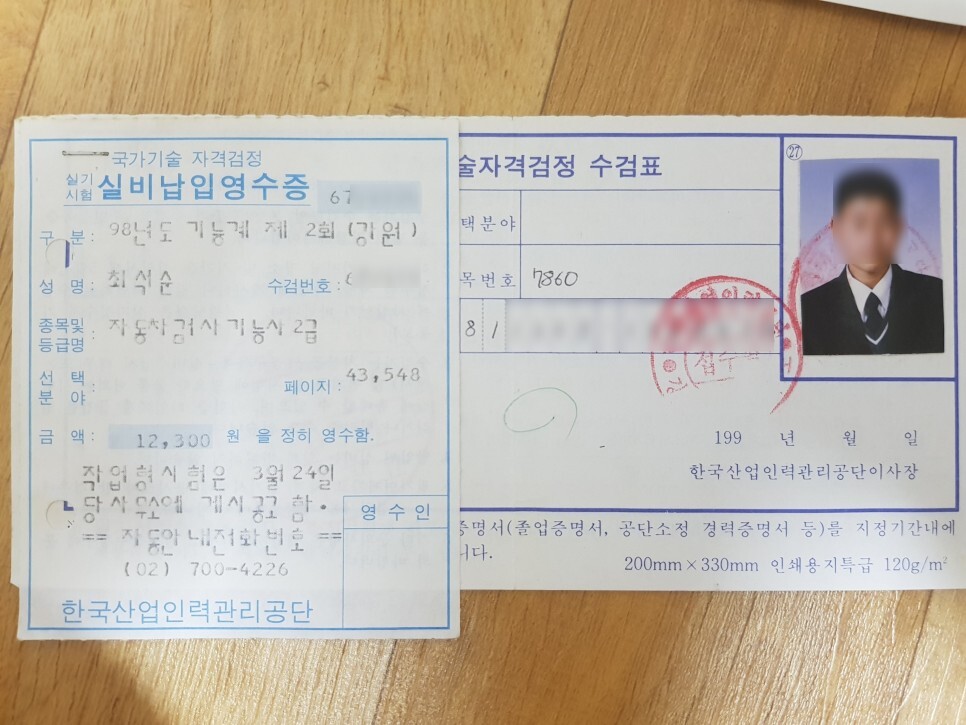 국가기술 자격검정
실기
시험 실비납입영수증 67
구 분 : 98년도 기능계 제 2회 (강원)
성 명 : 최석순 수검번호 :
종목및
등급명 : 자동차검사기능사2급
선 택
분 야 : 페이지 : 43,548
금 액 : 12,300 원 을 정히 영수함.
작업형시험은 3월24일
당사무소에 게시공고함.
== 자동안내전화번호 ==
(02) 700-4226
영 수 인
한국산업인력관리공단
술자격검정 수검표
택분야
목번호 7860
8 1
접수
㉗
199 년 월 일
한국산업인력관리공단이사장
증명서(졸업증명서, 공단소정 경력증명서 등)를 지정기간내에
니다.
200mm×330mm 인쇄용지특급 120g/m²